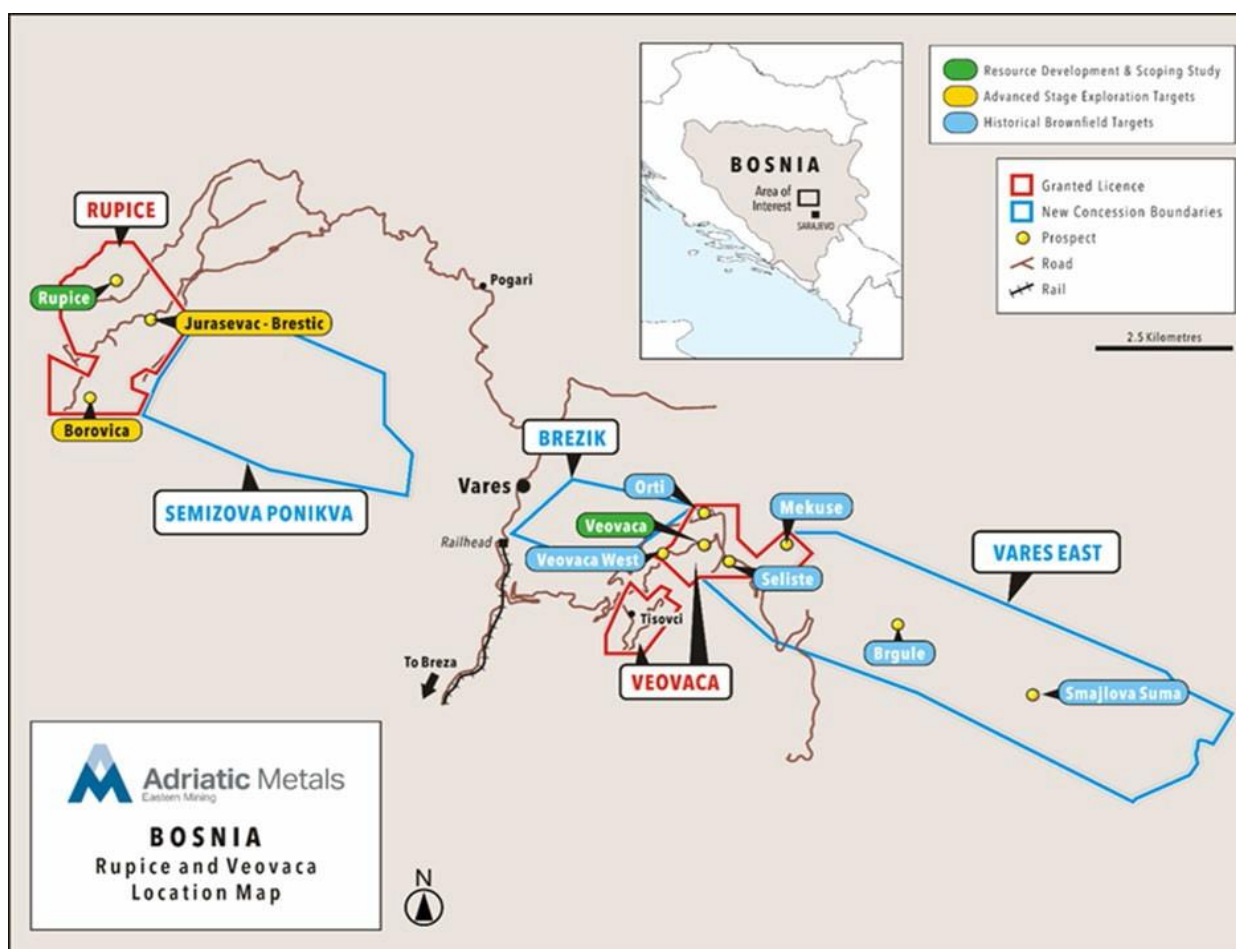 Resource Development & Scoping Study
Advanced Stage Exploration Targets
Historical Brownfield Targets
BOSNIA
Area of
Interest
SARAJEVO
Granted Licence
New Concession Boundaries
Prospect
Road
Rail
2.5 Kilometres
RUPICE
Rupice
Jurasevac - Brestic
Borovica
SEMIZOVA PONIKVA
Pogari
BREZIK
Vares
Orti
Mekuse
Veovaca
Railhead
Veovaca West
Seliste
VARES EAST
Tisovci
Brgule
To Breza
VEOVACA
Smajlova Suma
Adriatic Metals
Eastern Mining
BOSNIA
Rupice and Veovaca
Location Map
N